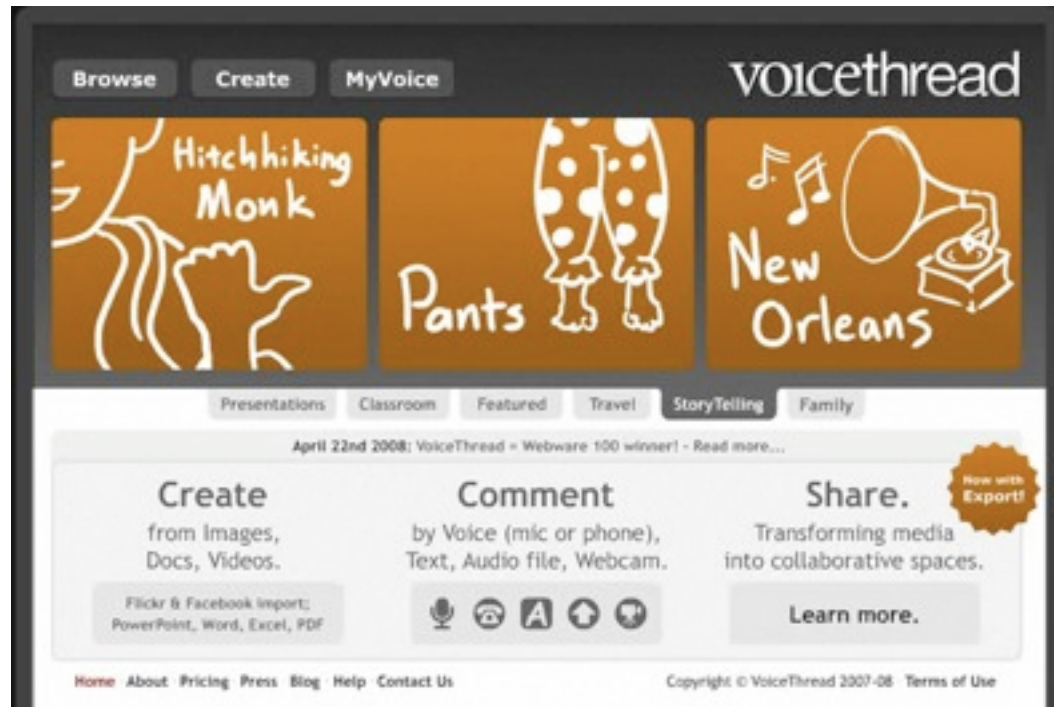 Browse Create MyVoice
voicethread
Hitchhiking
Monk
Pants
New
Orleans
Presentations Classroom Featured Travel StoryTelling Family
April 22nd 2008: VoiceThread = Webware 100 winner! - Read more...
Now with
Export!
Create
from Images,
Docs, Videos.
Flickr & Facebook import;
PowerPoint, Word, Excel, PDF
Comment
by Voice (mic or phone),
Text, Audio file, Webcam.
A
Share.
Transforming media
into collaborative spaces.
Learn more.
Home About Pricing Press Blog Help Contact Us
Copyright © VoiceThread 2007-08 Terms of Use